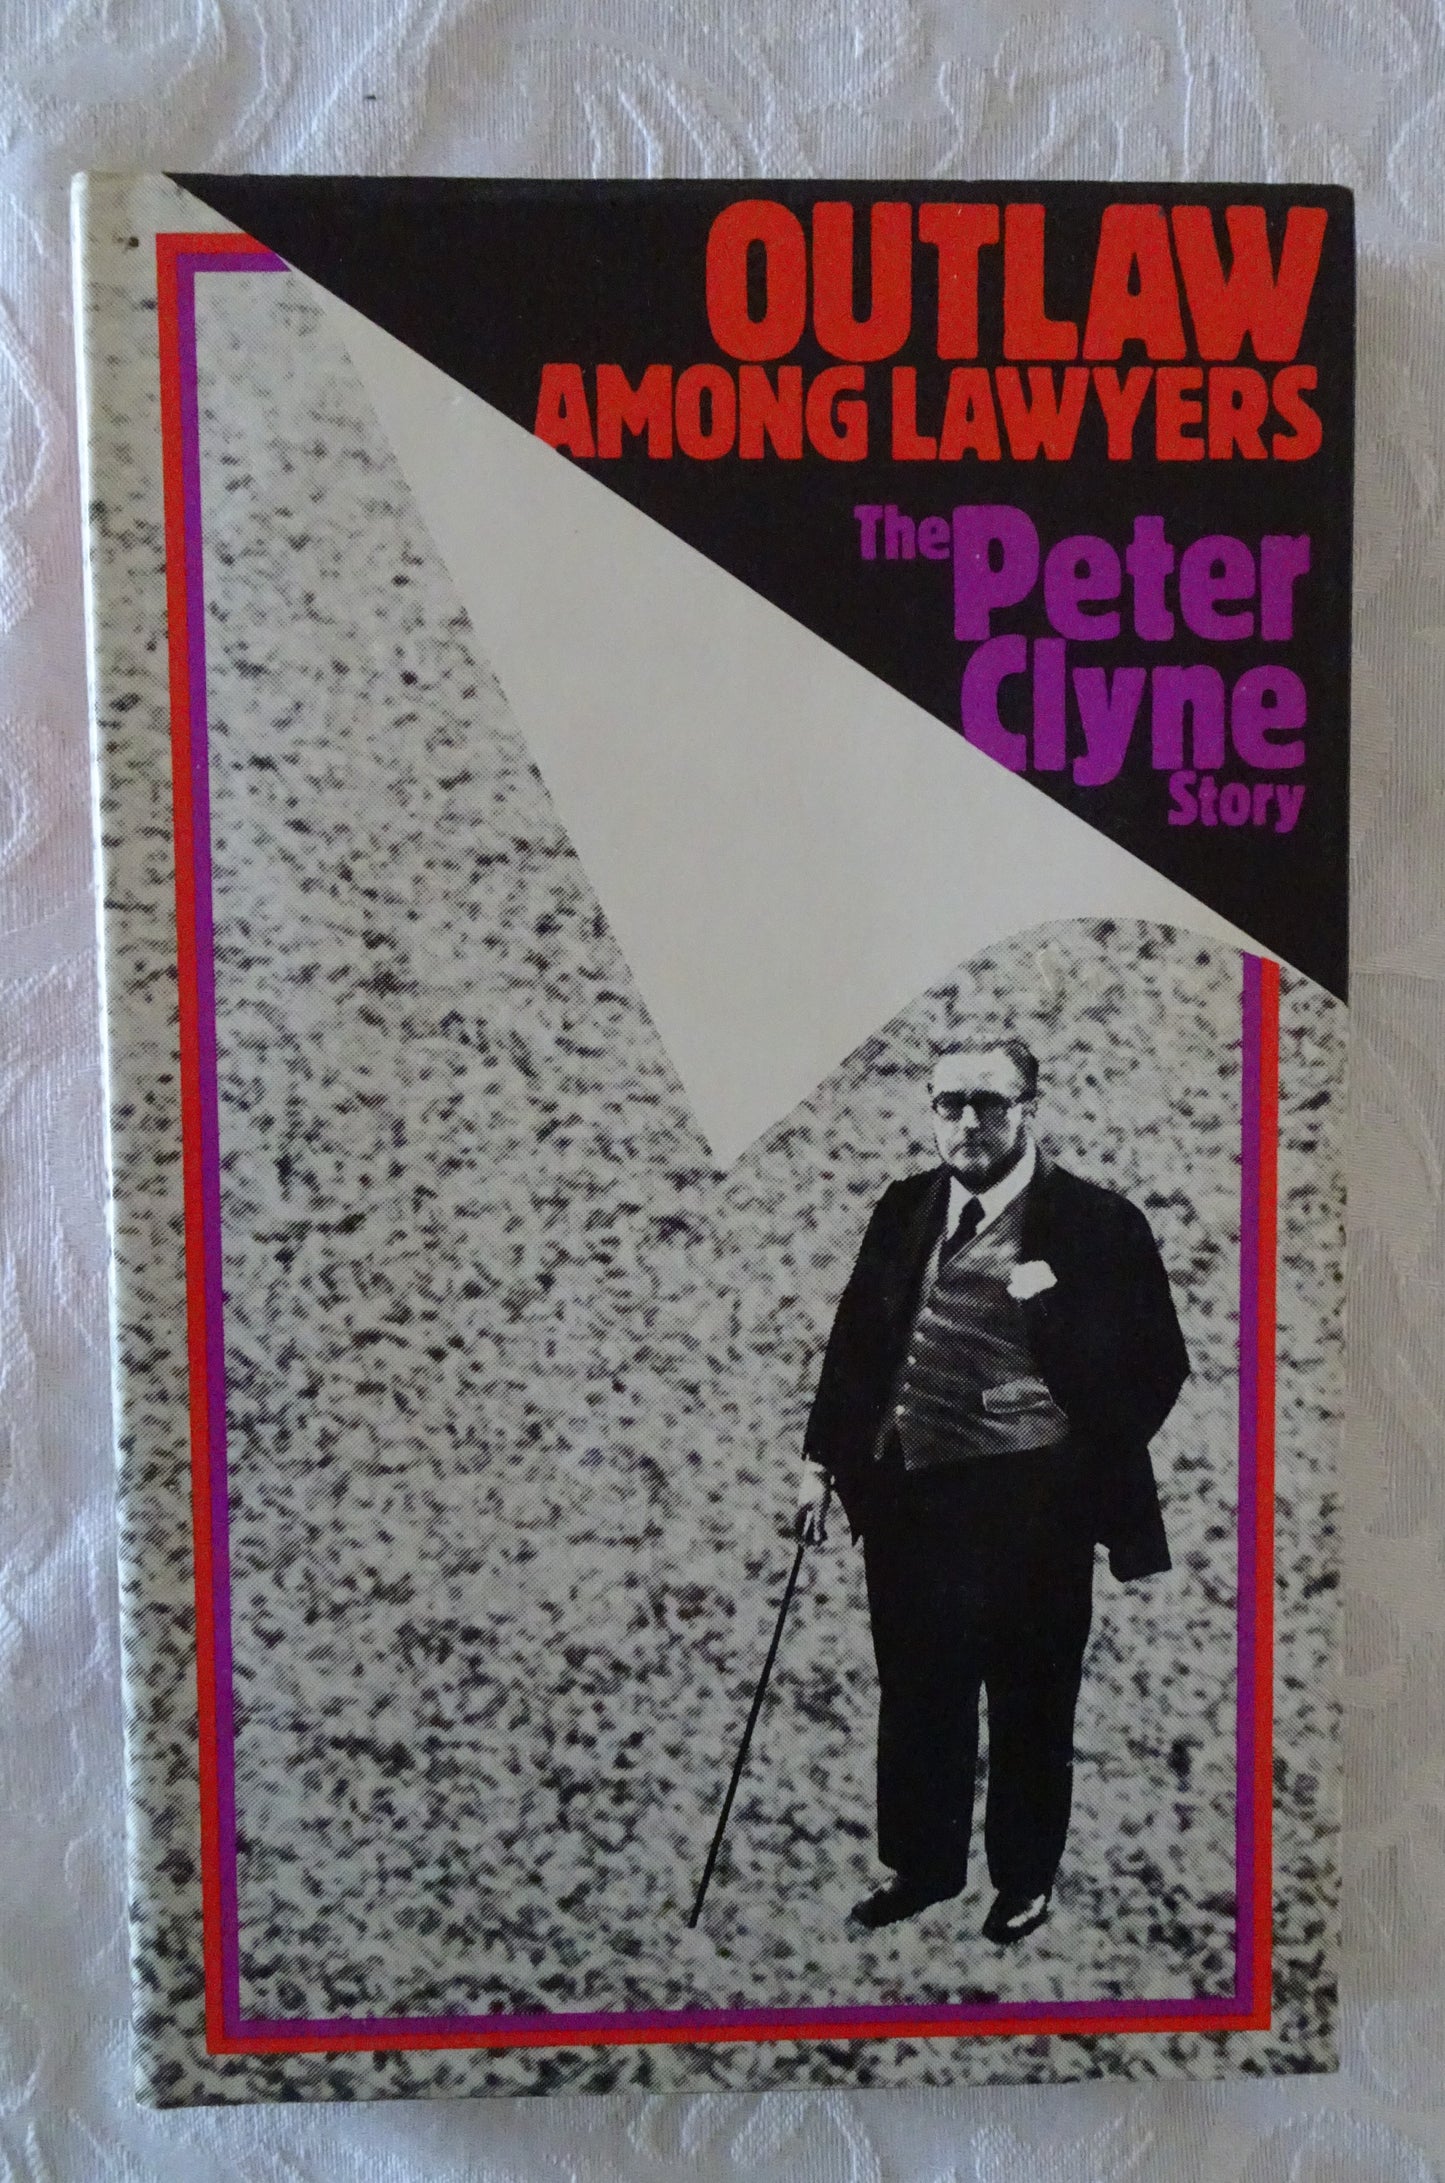 OUTLAW
AMONG LAWYERS
The Peter
Clyne
Story